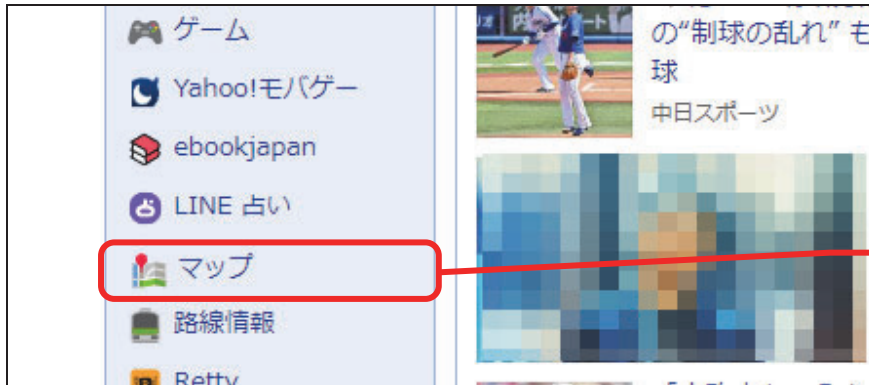 ゲーム
Yahoo!モバゲー
ebookjapan
LINE 占い
マップ
路線情報
Retty
の“制球の乱れ” も
球
中日スポーツ